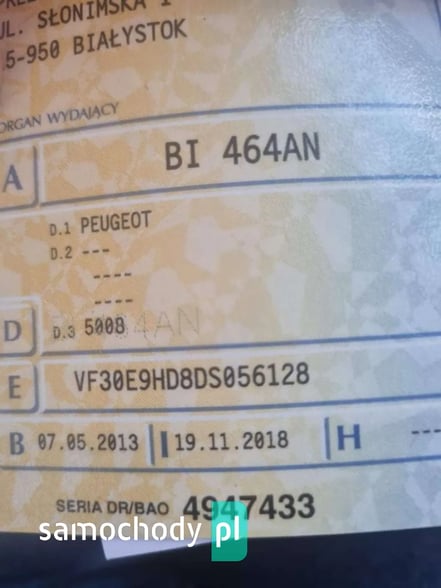 UL. SŁONIMSKA 1
5-950 BIAŁYSTOK
ORGAN WYDAJĄCY
A BI 464AN
D.1 PEUGEOT
D.2 ---
----
----
D D.3 5008
E VF30E9HD8DS056128
B 07.05.2013 I 19.11.2018 H ---
SERIA DR/BAO 4947433
samochody pl